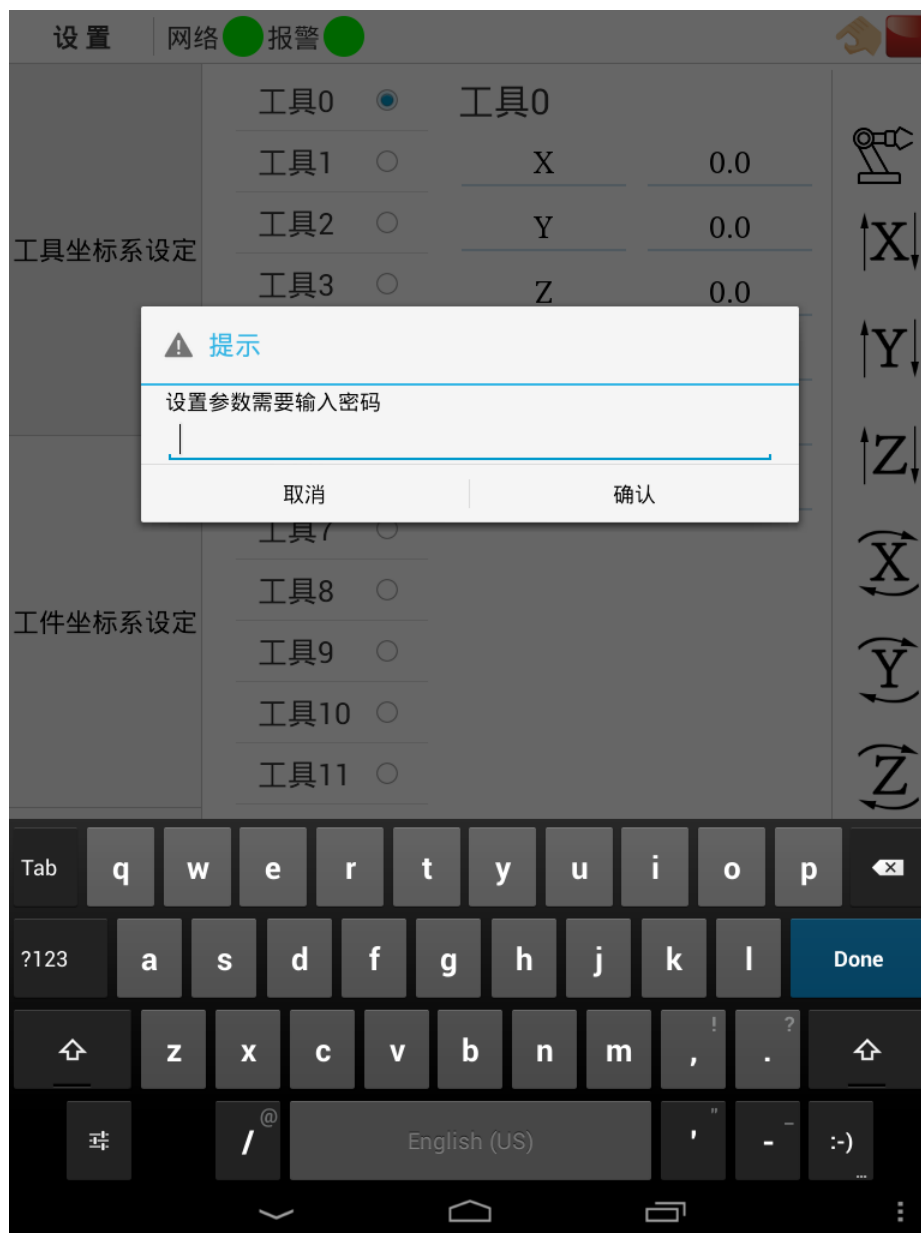 设 置 网络 报警
工具0 工具0
工具1 X 0.0
工具2 Y 0.0
工具坐标系设定
工具3 Z 0.0
提示
设置参数需要输入密码
取消 确认
工具7
工具8
工件坐标系设定
工具9
工具10
工具11
X
Y
Z
X
Y
Z
Tab q w e r t y u i o p
?123 a s d f g h j k l Done
z x c v b n m , ! . ?
/ @ English (US) ' " - _ :-) ...